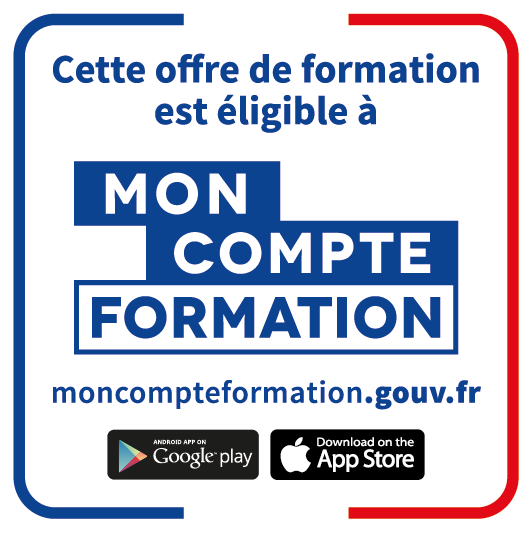 Cette offre de formation
est éligible à
MON
COMPTE
FORMATION
moncompteformation.gouv.fr
ANDROID APP ON
Google play
Download on the
App Store